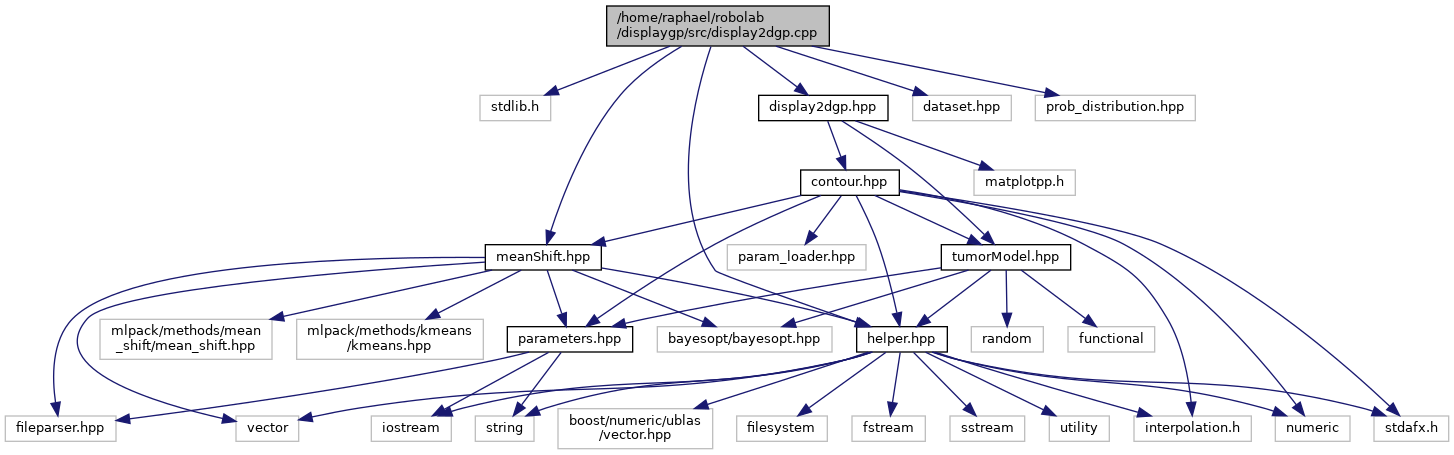 /home/raphael/robolab
/displaygp/src/display2dgp.cpp
stdlib.h
display2dgp.hpp
dataset.hpp
prob_distribution.hpp
contour.hpp
matplotpp.h
meanShift.hpp
param_loader.hpp
tumorModel.hpp
mlpack/methods/mean
_shift/mean_shift.hpp
mlpack/methods/kmeans
/kmeans.hpp
parameters.hpp
bayesopt/bayesopt.hpp
helper.hpp
random
functional
fileparser.hpp
vector
iostream
string
boost/numeric/ublas
/vector.hpp
filesystem
fstream
sstream
utility
interpolation.h
numeric
stdafx.h